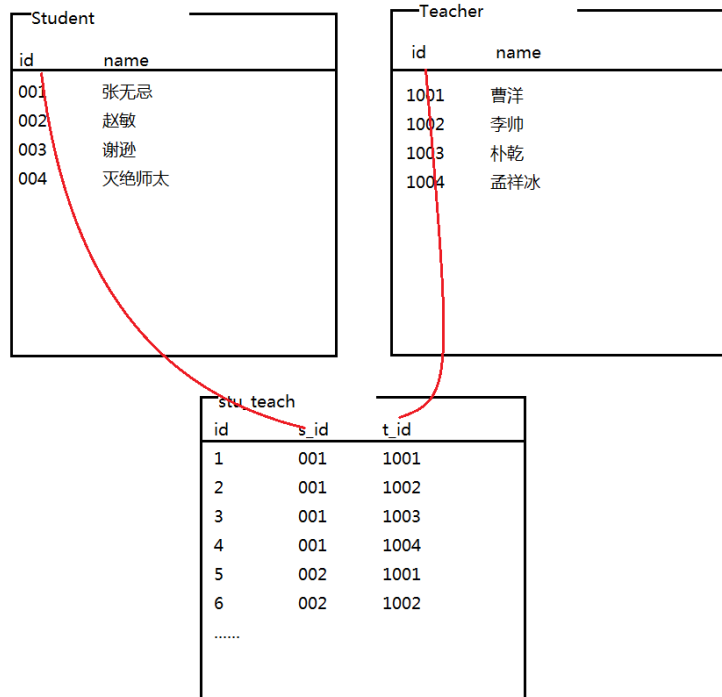 Student
id name
001 张无忌
002 赵敏
003 谢逊
004 灭绝师太
Teacher
id name
1001 曹洋
1002 李帅
1003 朴乾
1004 孟祥冰
stu_teach
id s_id t_id
1 001 1001
2 001 1002
3 001 1003
4 001 1004
5 002 1001
6 002 1002
......